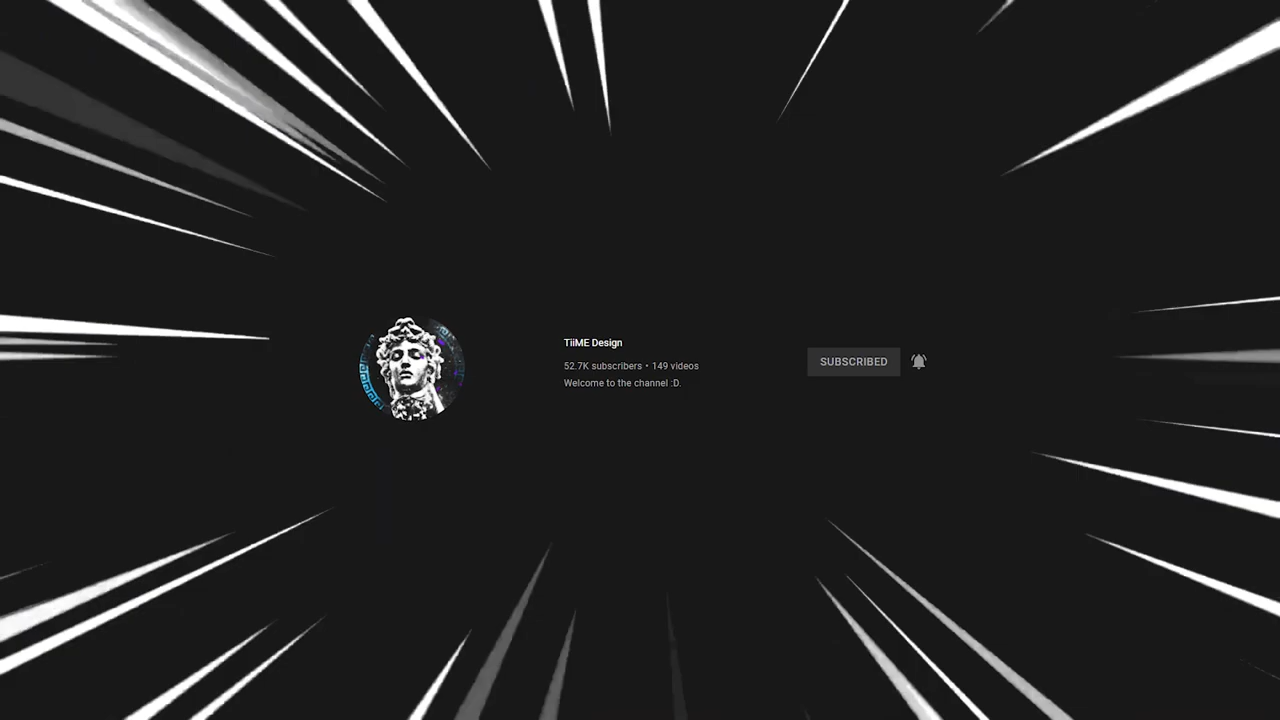 TiiME Design
52.7K subscribers • 149 videos
Welcome to the channel :D.
SUBSCRIBED